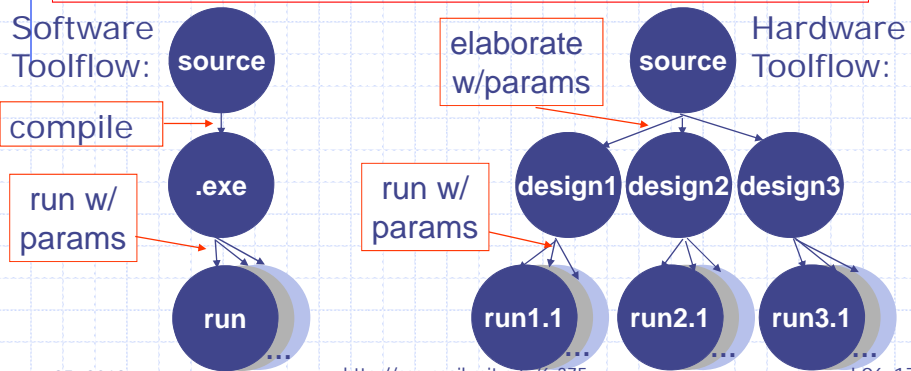 Software
Toolflow:
source
compile
.exe
run w/
params
run
...
Hardware
Toolflow:
elaborate
w/params
source
design1
design2
design3
run w/
params
run1.1
...
run2.1
...
run3.1
...